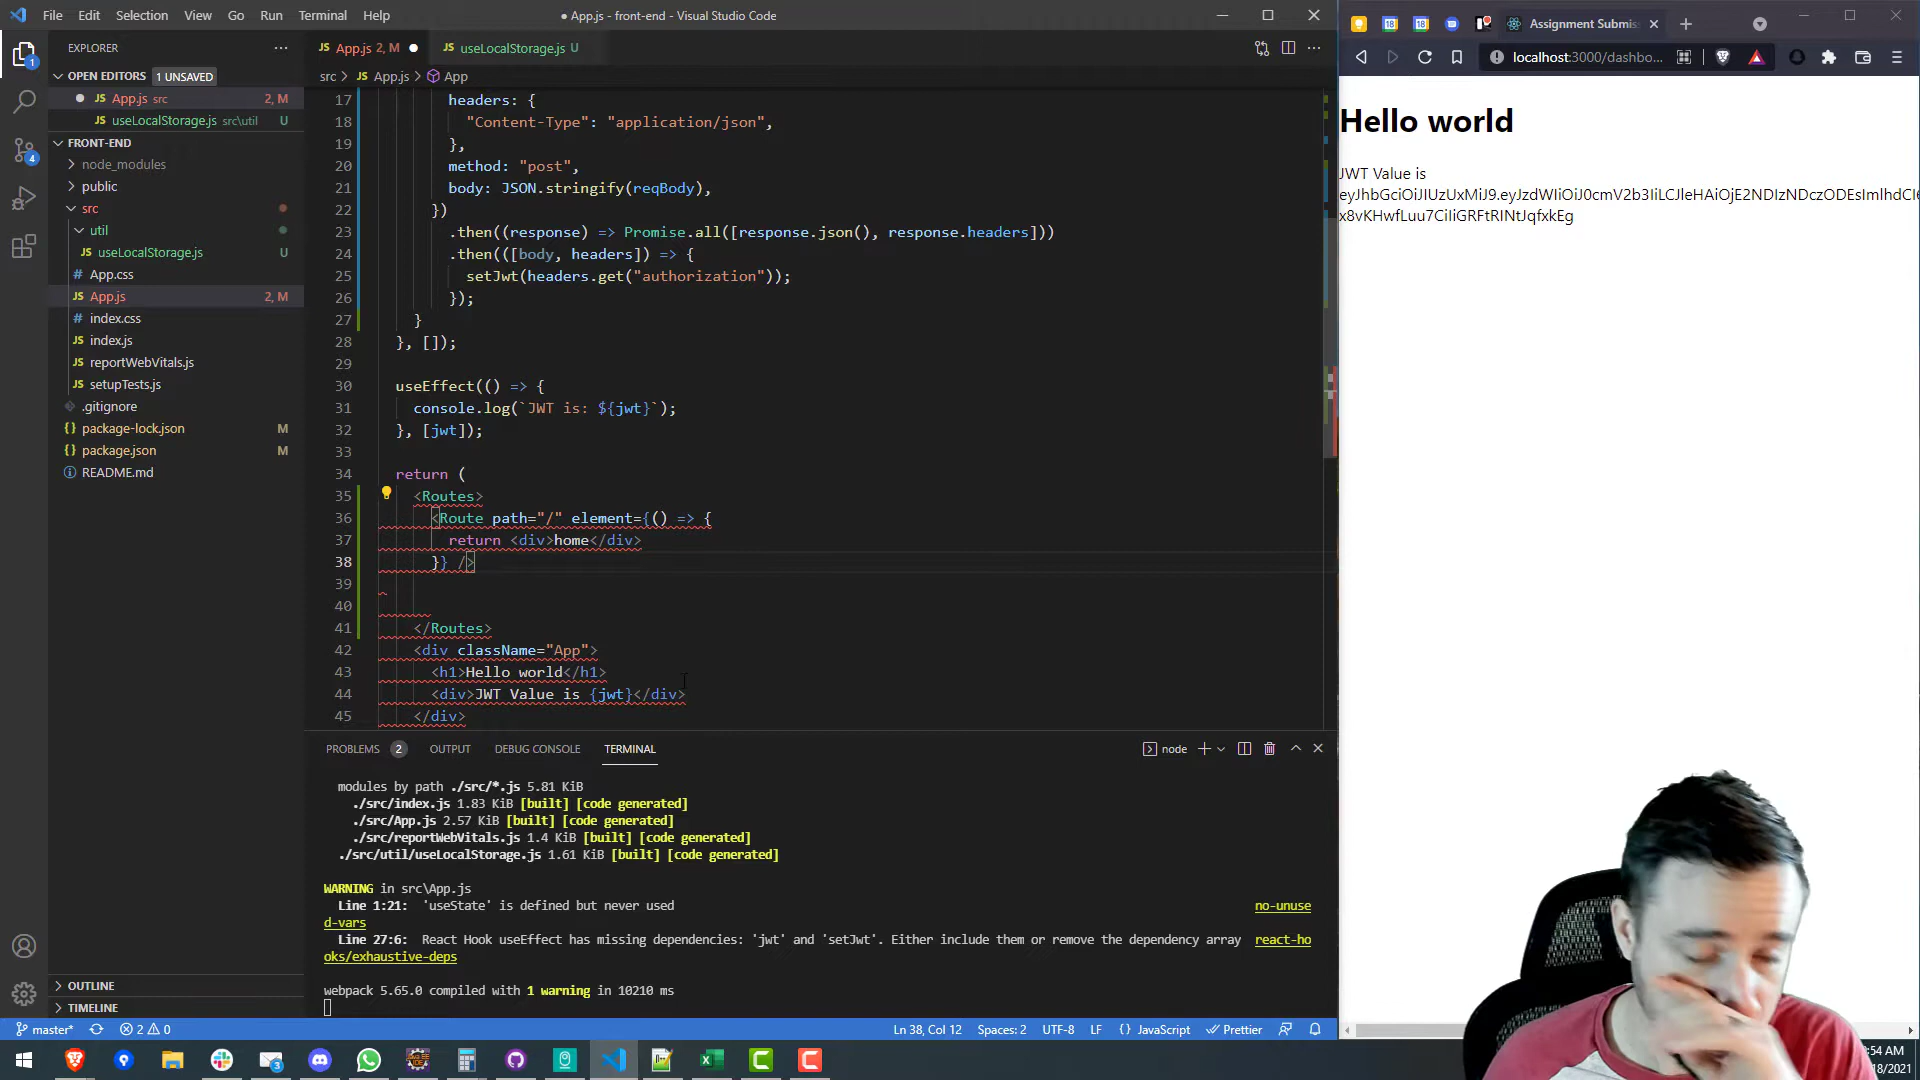 File Edit Selection View Go Run Terminal Help
● App.js - front-end - Visual Studio Code
EXPLORER
OPEN EDITORS 1 UNSAVED
App.js src 2, M
useLocalStorage.js src\util U
FRONT-END
node_modules
public
src
util
useLocalStorage.js U
App.css
App.js 2, M
index.css
index.js
reportWebVitals.js
setupTests.js
.gitignore
package-lock.json M
package.json M
README.md
OUTLINE
TIMELINE
App.js 2, M
useLocalStorage.js U
src > App.js > App
17 headers: {
18 "Content-Type": "application/json",
19 },
20 method: "post",
21 body: JSON.stringify(reqBody),
22 })
23 .then((response) => Promise.all([response.json(), response.headers]))
24 .then(([body, headers]) => {
25 setJwt(headers.get("authorization"));
26 });
27 }
28 }, []);
29
30 useEffect(() => {
31 console.log(`JWT is: ${jwt}`);
32 }, [jwt]);
33
34 return (
35 <Routes>
36 <Route path="/" element={() => {
37 return <div>home</div>
38 }} />
39
40
41 </Routes>
42 <div className="App">
43 <h1>Hello world</h1>
44 <div>JWT Value is {jwt}</div>
45 </div>
PROBLEMS 2 OUTPUT DEBUG CONSOLE TERMINAL
node
modules by path ./src/*.js 5.81 KiB
./src/index.js 1.83 KiB [built] [code generated]
./src/App.js 2.57 KiB [built] [code generated]
./src/reportWebVitals.js 1.4 KiB [built] [code generated]
./src/util/useLocalStorage.js 1.61 KiB [built] [code generated]
WARNING in src\App.js
Line 1:21: 'useState' is defined but never used no-unuse
d-vars
Line 27:6: React Hook useEffect has missing dependencies: 'jwt' and 'setJwt'. Either include them or remove the dependency array react-ho
oks/exhaustive-deps
webpack 5.65.0 compiled with 1 warning in 10210 ms
master* 2 0
Ln 38, Col 12 Spaces: 2 UTF-8 LF {} JavaScript Prettier
Assignment Submis
localhost:3000/dashbo...
Hello world
JWT Value is